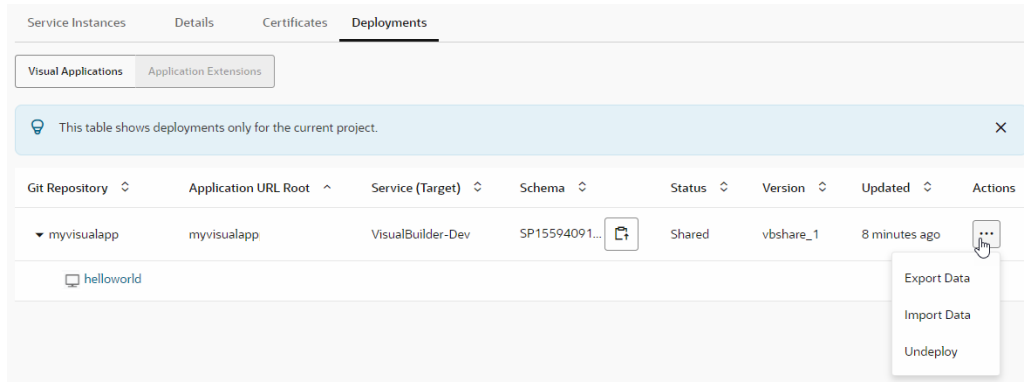 Service Instances Details Certificates Deployments
Visual Applications Application Extensions
This table shows deployments only for the current project.
Git Repository Application URL Root Service (Target) Schema Status Version Updated Actions
myvisualapp myvisualapp VisualBuilder-Dev SP15594091... Shared vbshare_1 8 minutes ago
helloworld
Export Data
Import Data
Undeploy